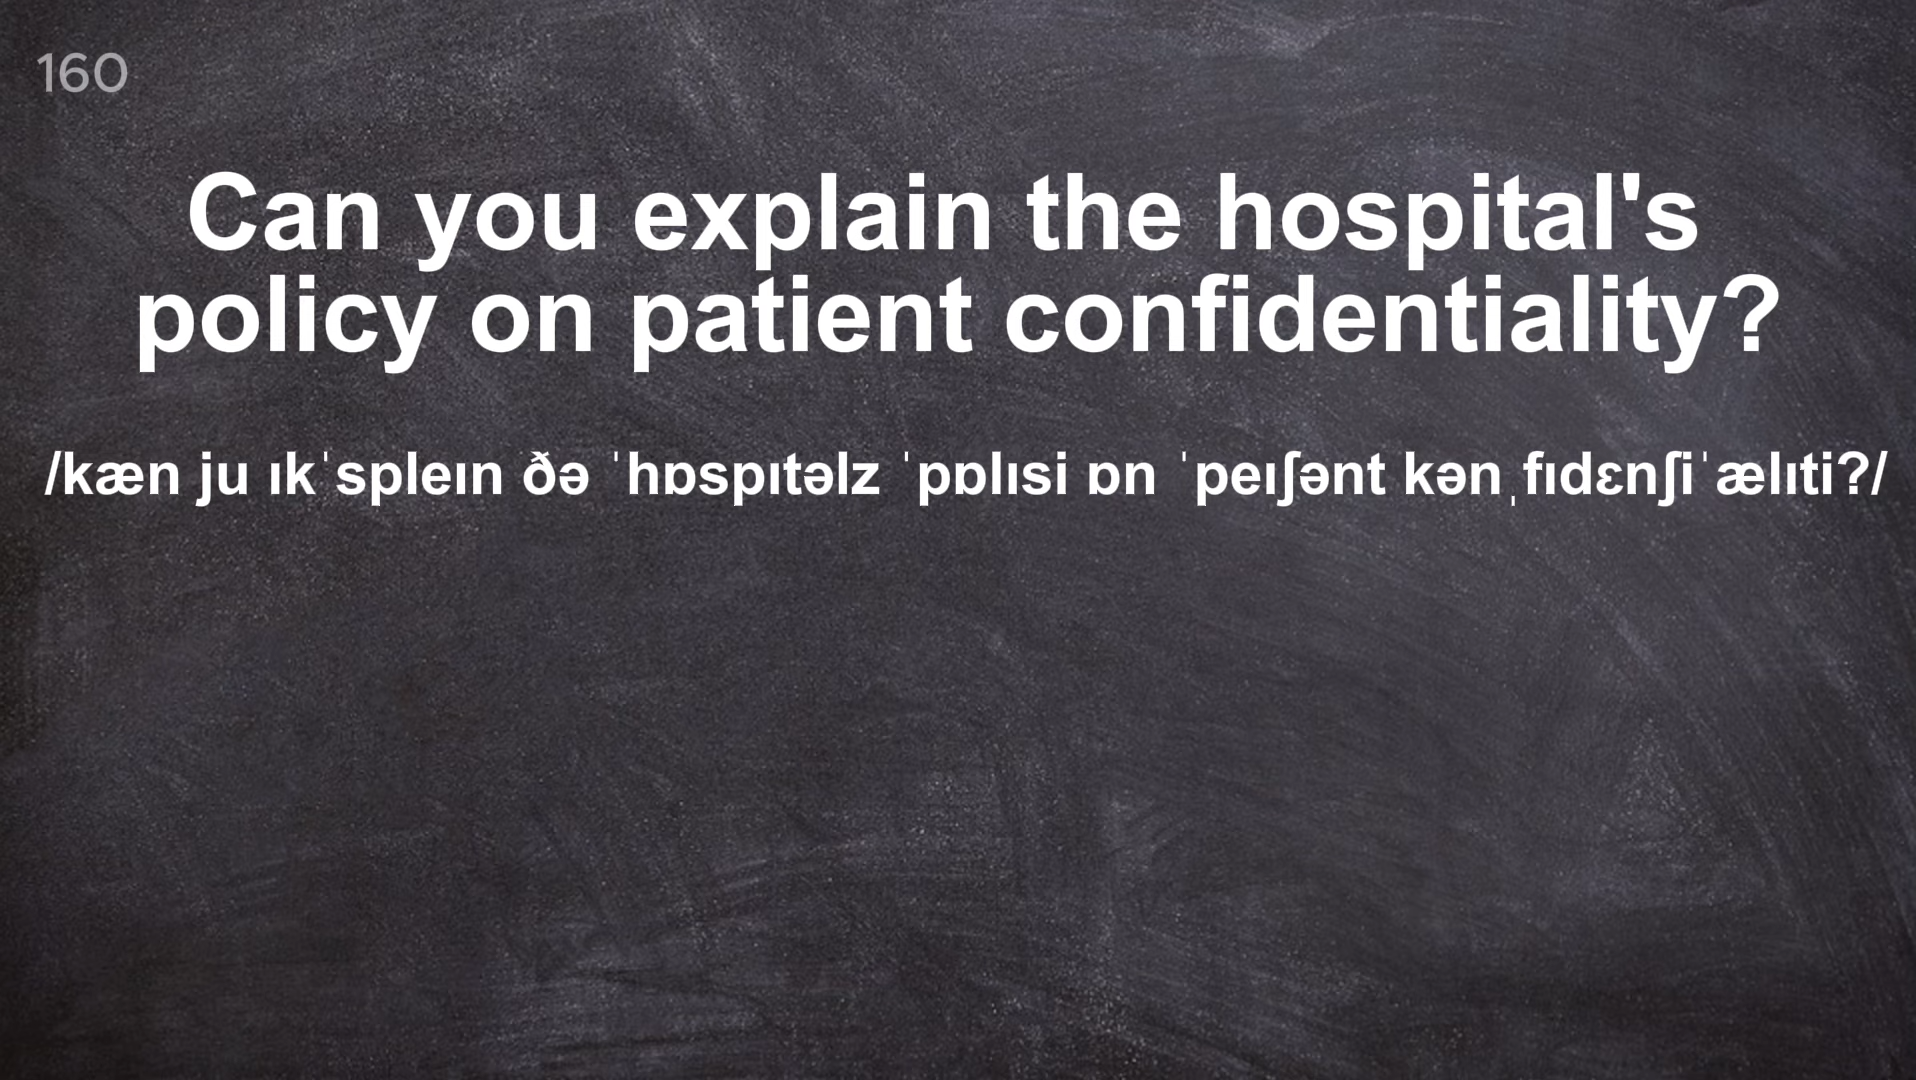 160
Can you explain the hospital's
policy on patient confidentiality?
/kæn ju ɪkˈspleɪn ðə ˈhɒspɪtəlz ˈpɒlɪsi ɒn ˈpeɪʃənt kənˌfɪdɛnʃiˈælɪti?/